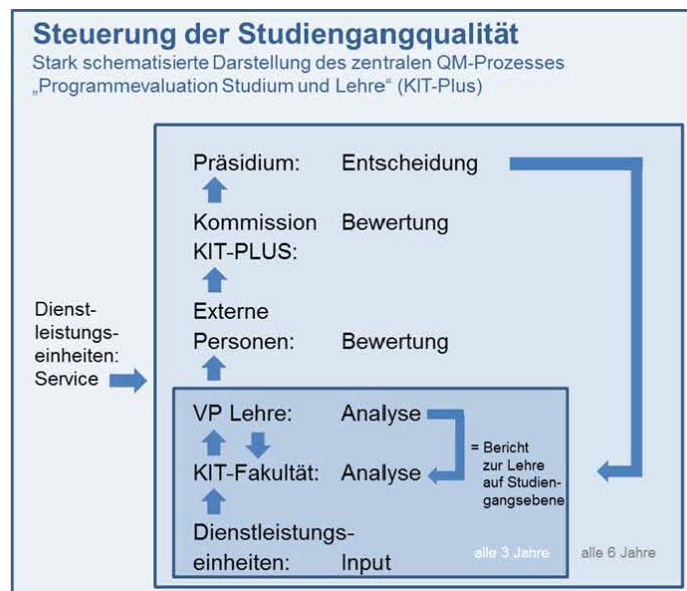 Steuerung der Studiengangqualität
Stark schematisierte Darstellung des zentralen QM-Prozesses
„Programmevaluation Studium und Lehre“ (KIT-Plus)
Präsidium: Entscheidung
Kommission Bewertung
KIT-PLUS:
Externe
Personen: Bewertung
Dienst-
leistungs-
einheiten:
Service
VP Lehre: Analyse
KIT-Fakultät: Analyse
= Bericht
zur Lehre
auf Studien-
gangsebene
Dienstleistungs-
einheiten: Input
alle 3 Jahre
alle 6 Jahre